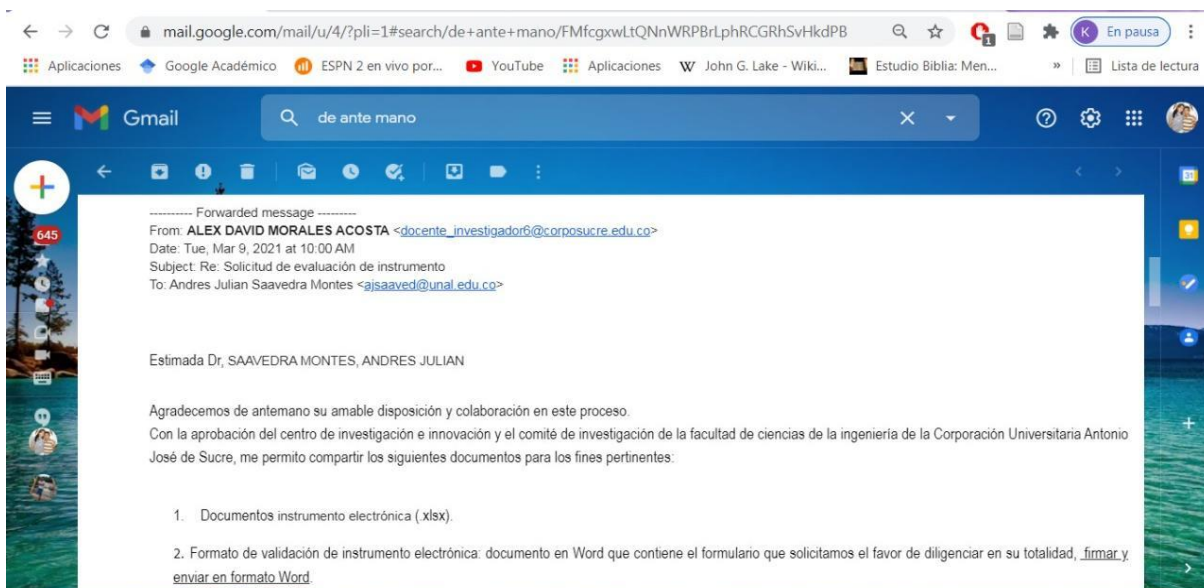 mail.google.com/mail/u/4/?pli=1#search/de+ante+mano/FMfcgxwLtQNnWRPBrLphRCGRhSvHkdPB
1
K
En pausa
Aplicaciones
Google Académico
ESPN 2 en vivo por...
YouTube
Aplicaciones
W
John G. Lake - Wiki...
Estudio Biblia: Men...
»
Lista de lectura
Gmail
de ante mano
645
31
---------- Forwarded message ---------
From: ALEX DAVID MORALES ACOSTA <docente_investigador6@corposucre.edu.co>
Date: Tue, Mar 9, 2021 at 10:00 AM
Subject: Re: Solicitud de evaluación de instrumento
To: Andres Julian Saavedra Montes <ajsaaved@unal.edu.co>
Estimada Dr, SAAVEDRA MONTES, ANDRES JULIAN
Agradecemos de antemano su amable disposición y colaboración en este proceso.
Con la aprobación del centro de investigación e innovación y el comité de investigación de la facultad de ciencias de la ingeniería de la Corporación Universitaria Antonio
José de Sucre, me permito compartir los siguientes documentos para los fines pertinentes:
1. Documentos instrumento electrónica (.xlsx).
2. Formato de validación de instrumento electrónica: documento en Word que contiene el formulario que solicitamos el favor de diligenciar en su totalidad, firmar y
enviar en formato Word.